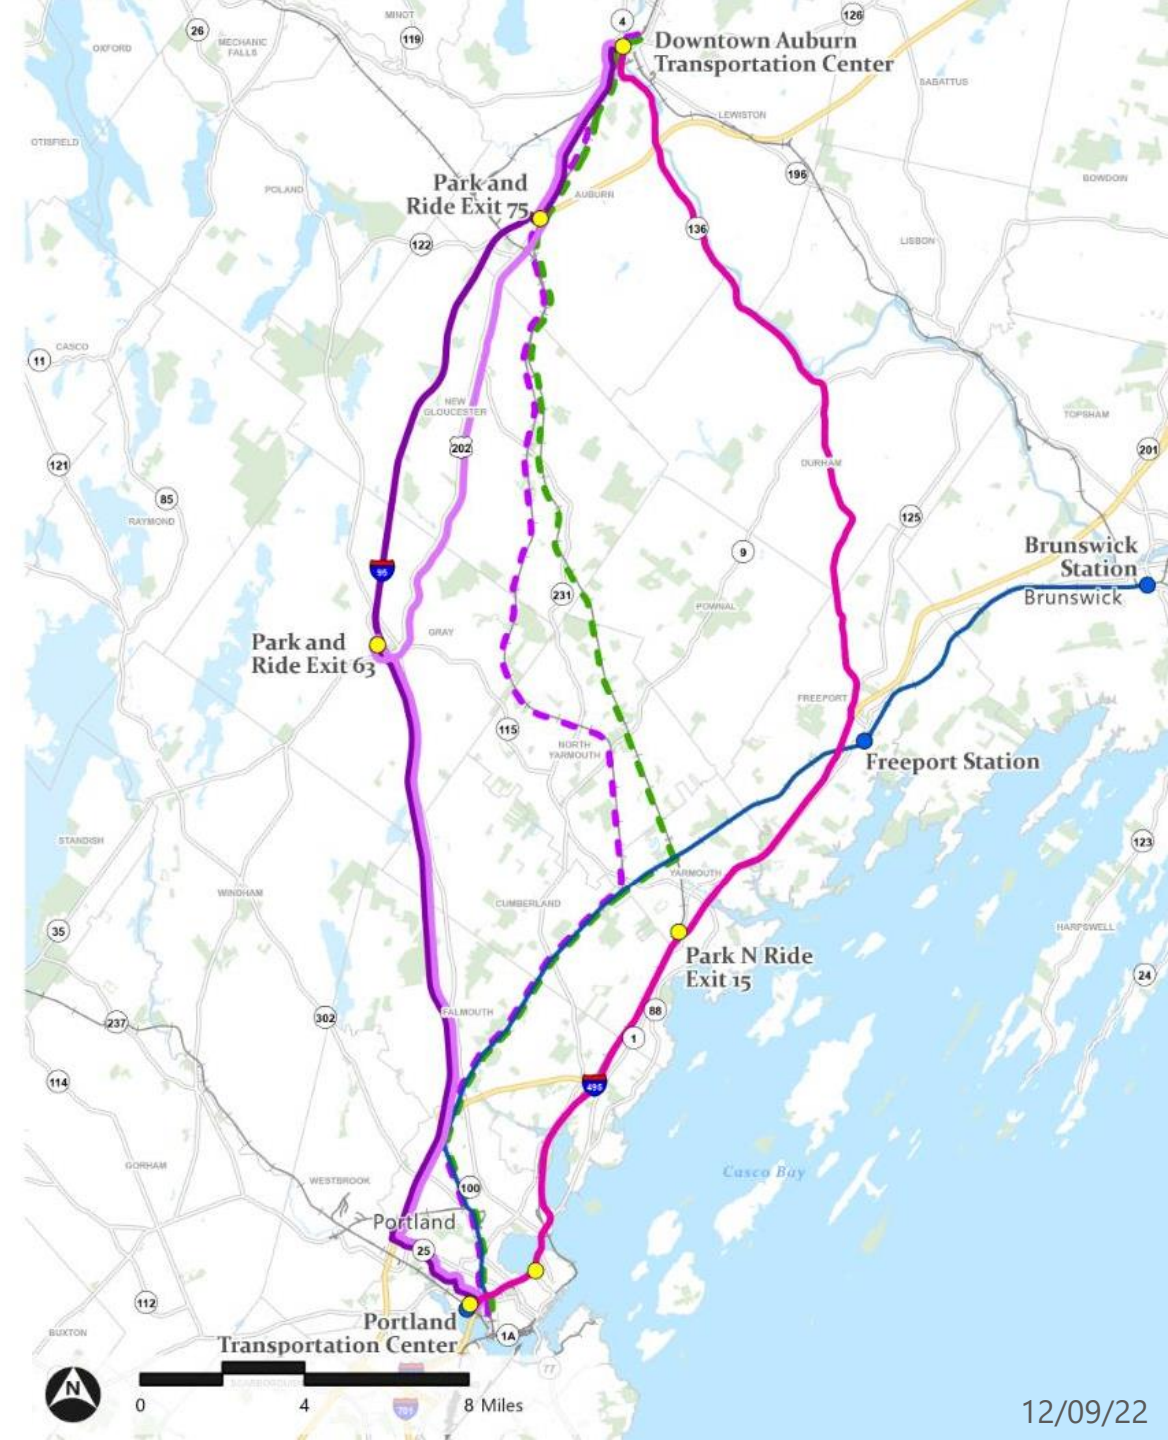 4
126
26
MINOT
119
OXFORD
MECHANIC
FALLS
Downtown Auburn
Transportation Center
SABATTUS
LEWISTON
OTISFIELD
196
BOWDOIN
POLAND
Park and
Ride Exit 75
AUBURN
136
122
LISBON
CASCO
11
NEW
GLOUCESTER
TOPSHAM
202
201
121
DURHAM
85
RAYMOND
125
Brunswick
Station
9
95
Brunswick
231
POWNAL
GRAY
Park and
Ride Exit 63
FREEPORT
115
NORTH
YARMOUTH
Freeport Station
STANDISH
123
YARMOUTH
WINDHAM
CUMBERLAND
35
HARPSWELL
Park N Ride
Exit 15
24
88
FALMOUTH
302
237
1
114
495
GORHAM
Casco Bay
WESTBROOK
100
Portland
25
112
Portland
Transportation Center
BUXTON
1A
77
N
SCARBOROUGH
0
4
8 Miles
701
12/09/22